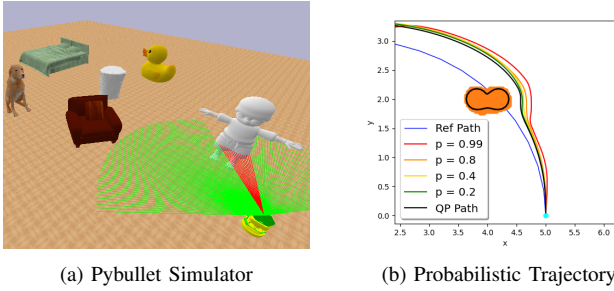 3.0
2.5
2.0
1.5
1.0
0.5
0.0
y
Ref Path
p = 0.99
p = 0.8
p = 0.4
p = 0.2
QP Path
2.5 3.0 3.5 4.0 4.5 5.0 5.5 6.0
x
(a) Pybullet Simulator
(b) Probabilistic Trajectory